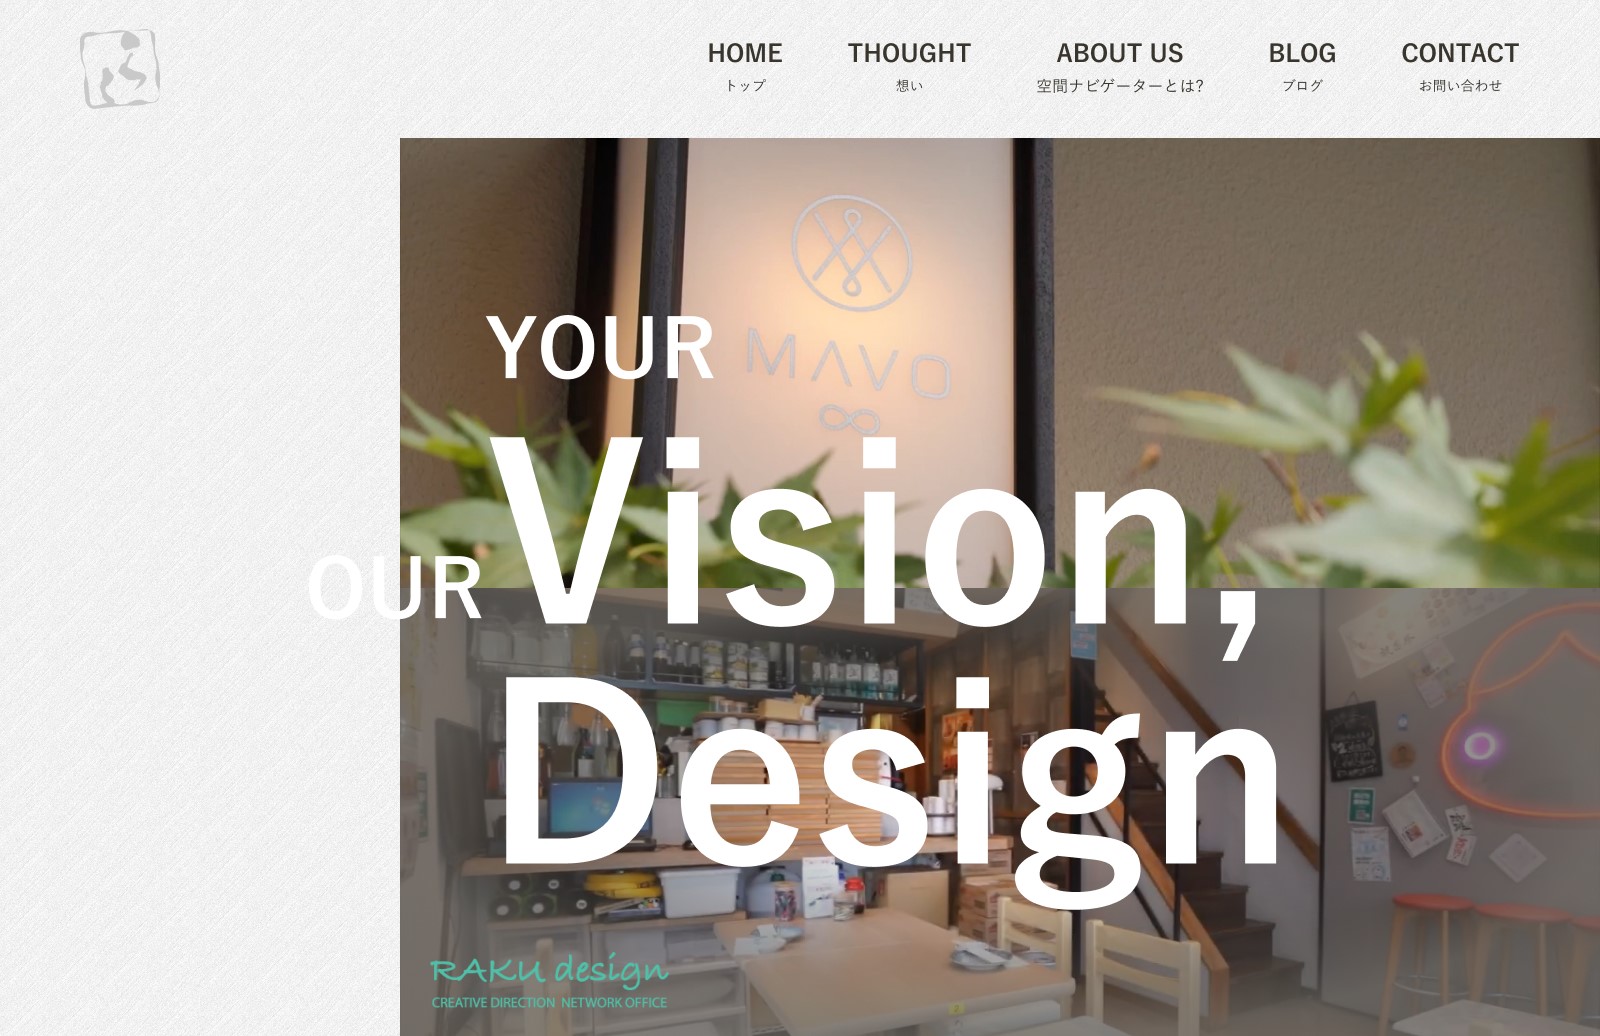 HOME
トップ
THOUGHT
想い
ABOUT US
空間ナビゲーターとは?
BLOG
ブログ
CONTACT
お問い合わせ
MAVO
YOUR
Vision,
OUR
Design
RAKU design
CREATIVE DIRECTION NETWORK OFFICE